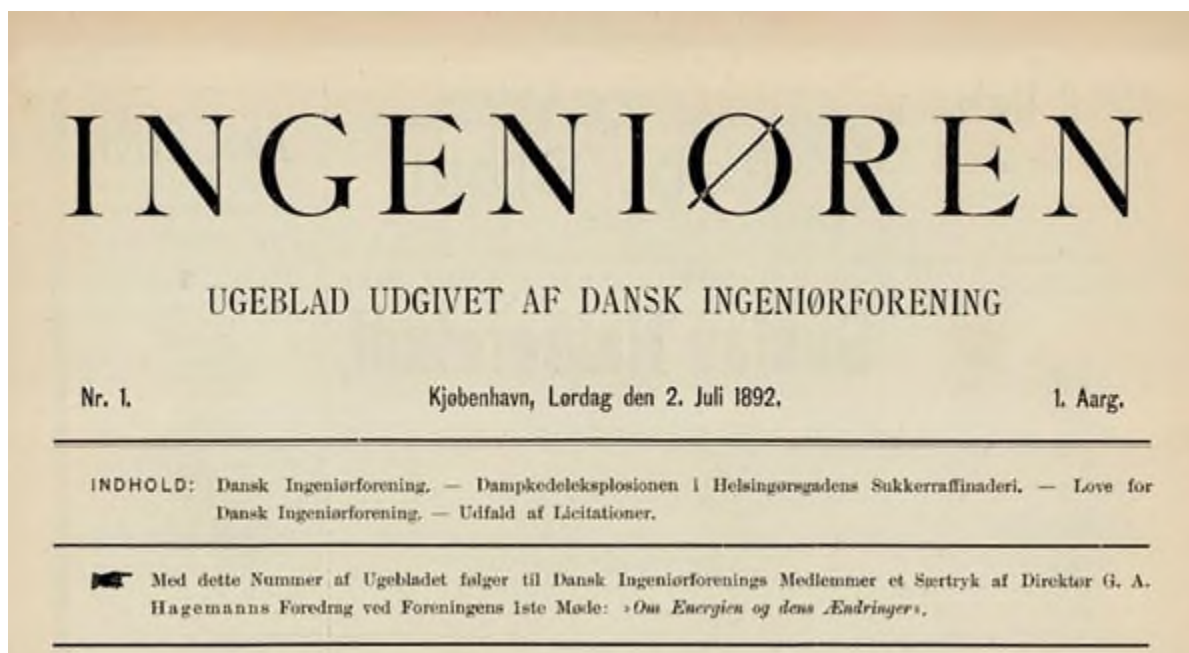 INGENIØREN
UGEBLAD UDGIVET AF DANSK INGENIØRFORENING
Nr. 1. Kjøbenhavn, Lørdag den 2. Juli 1892. 1. Aarg.
INDHOLD: Dansk Ingeniørforening. — Dampkedeleksplosionen i Helsingørsgadens Sukkerraffinaderi. — Love for
Dansk Ingeniørforening. — Udfald af Licitationer.
Med dette Nummer af Ugebladet følger til Dansk Ingeniørforenings Medlemmer et Særtryk af Direktør G. A.
Hagemanns Foredrag ved Foreningens 1ste Møde: ›Om Energien og dens Ændringer‹.